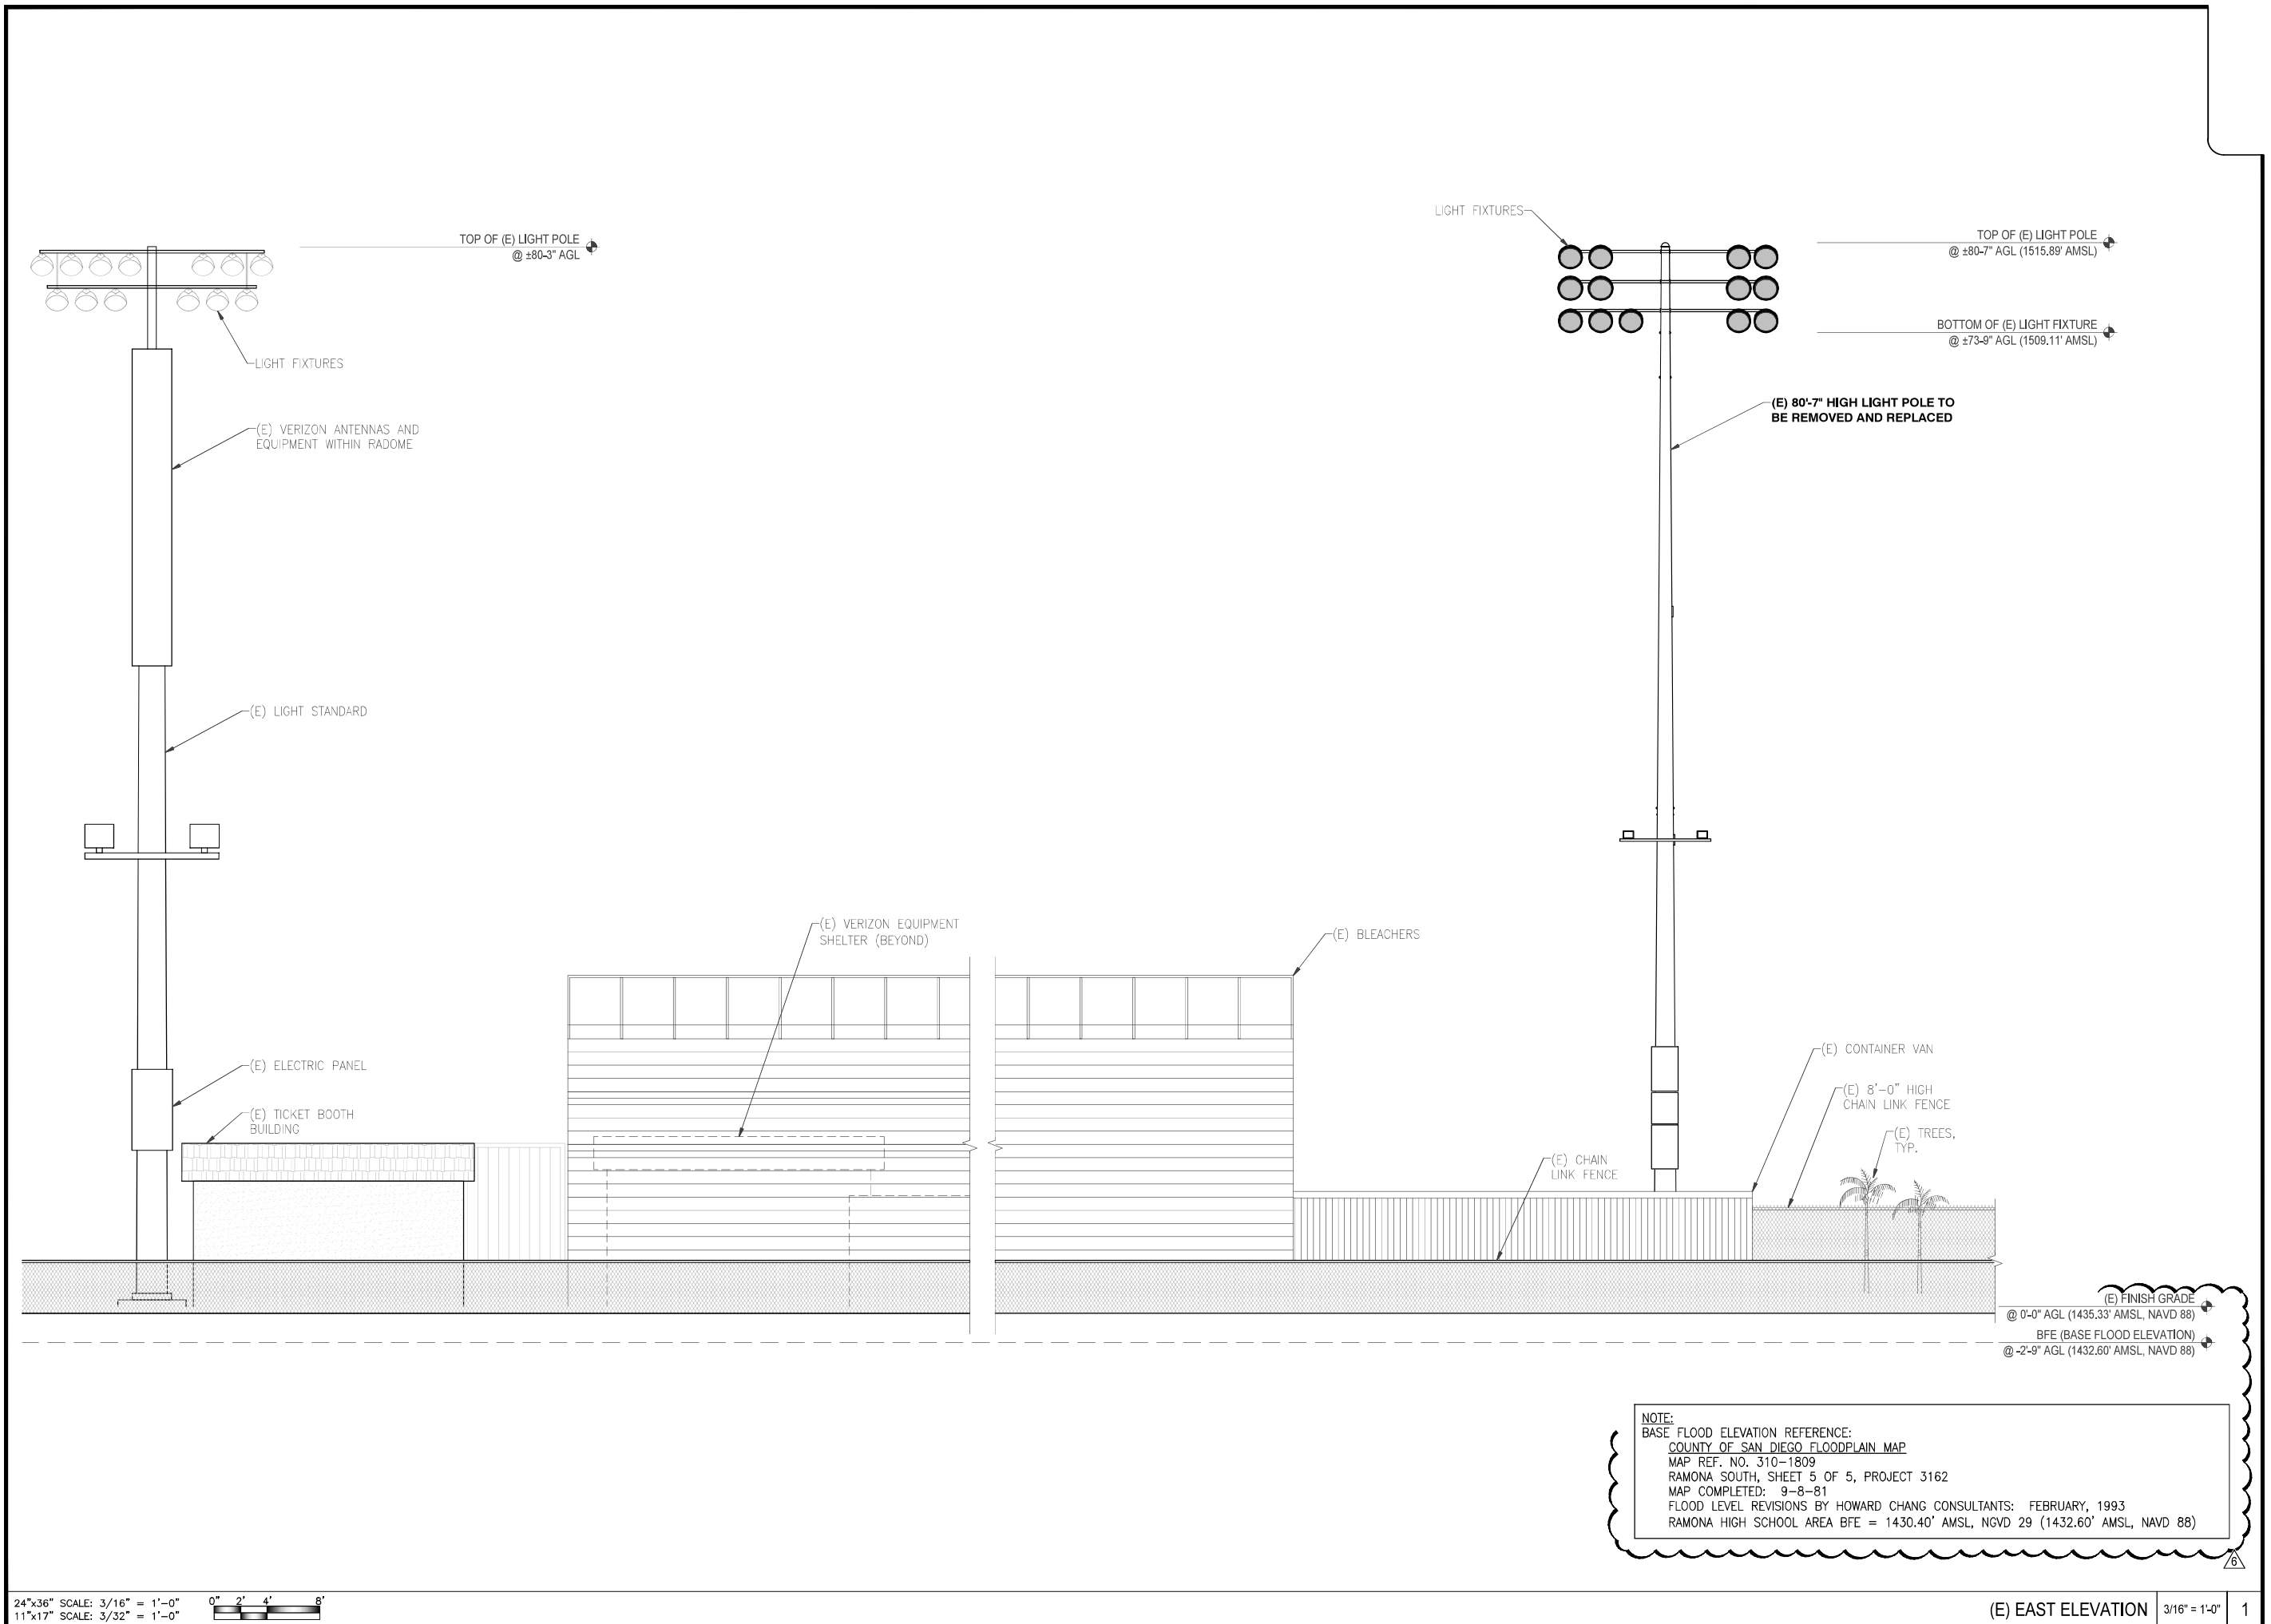 TOP OF (E) LIGHT POLE
@ ±80-3" AGL
LIGHT FIXTURES
(E) VERIZON ANTENNAS AND
EQUIPMENT WITHIN RADOME
(E) LIGHT STANDARD
(E) ELECTRIC PANEL
(E) TICKET BOOTH
BUILDING
(E) VERIZON EQUIPMENT
SHELTER (BEYOND)
(E) BLEACHERS
LIGHT FIXTURES
TOP OF (E) LIGHT POLE
@ ±80-7" AGL (1515.89' AMSL)
BOTTOM OF (E) LIGHT FIXTURE
@ ±73-9" AGL (1509.11' AMSL)
(E) 80'-7" HIGH LIGHT POLE TO
BE REMOVED AND REPLACED
(E) CONTAINER VAN
(E) 8'-0" HIGH
CHAIN LINK FENCE
(E) TREES,
TYP.
(E) CHAIN
LINK FENCE
(E) FINISH GRADE
@ 0'-0" AGL (1435.33' AMSL, NAVD 88)
BFE (BASE FLOOD ELEVATION)
@ -2'-9" AGL (1432.60' AMSL, NAVD 88)
NOTE:
BASE FLOOD ELEVATION REFERENCE:
COUNTY OF SAN DIEGO FLOODPLAIN MAP
MAP REF. NO. 310-1809
RAMONA SOUTH, SHEET 5 OF 5, PROJECT 3162
MAP COMPLETED: 9-8-81
FLOOD LEVEL REVISIONS BY HOWARD CHANG CONSULTANTS: FEBRUARY, 1993
RAMONA HIGH SCHOOL AREA BFE = 1430.40' AMSL, NGVD 29 (1432.60' AMSL, NAVD 88)
6
24"x36" SCALE: 3/16" = 1'-0"
11"x17" SCALE: 3/32" = 1'-0"
0" 2' 4' 8'
(E) EAST ELEVATION 3/16" = 1'-0" 1